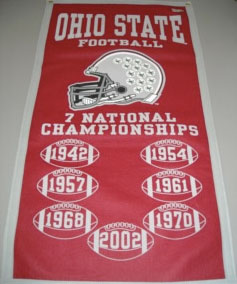 OHIO STATE
FOOTBALL
7 NATIONAL
CHAMPIONSHIPS
1942 1954
1957 1961
1968 1970
2002